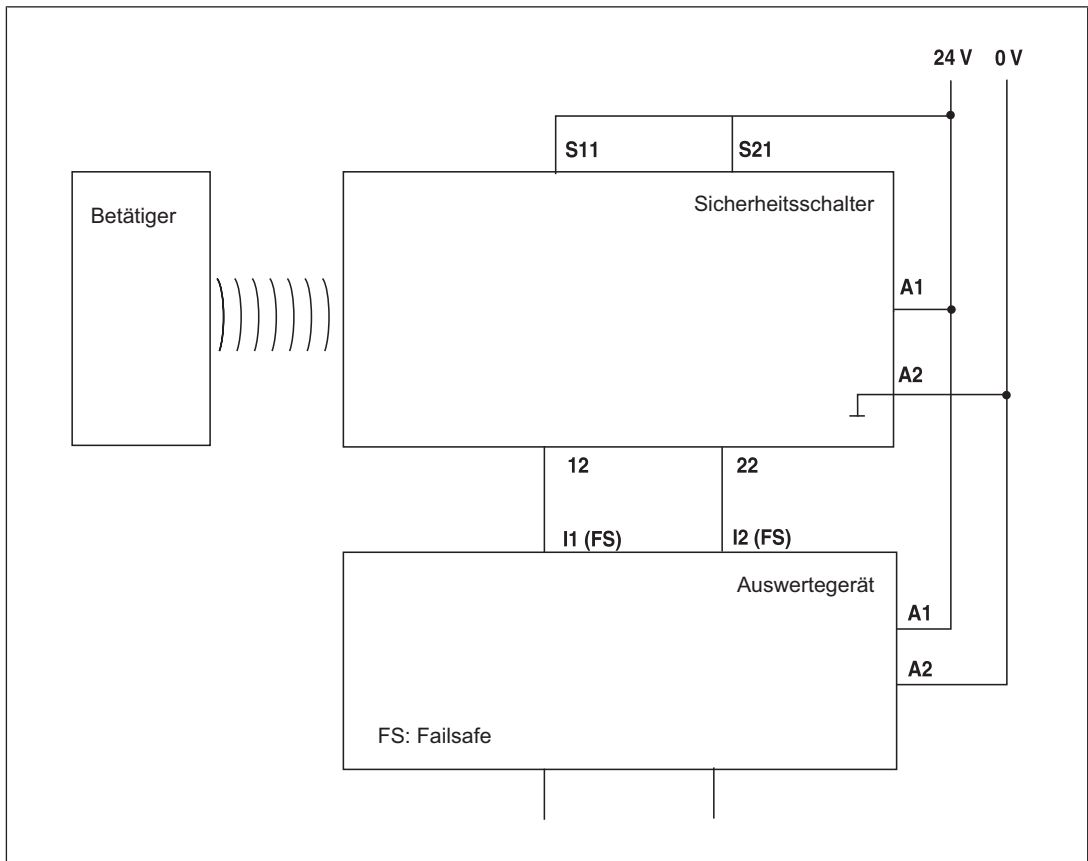 24 V 0 V
S11 S21
Betätiger
Sicherheitsschalter
A1
A2
12 22
I1 (FS) I2 (FS)
Auswertegerät
A1
A2
FS: Failsafe